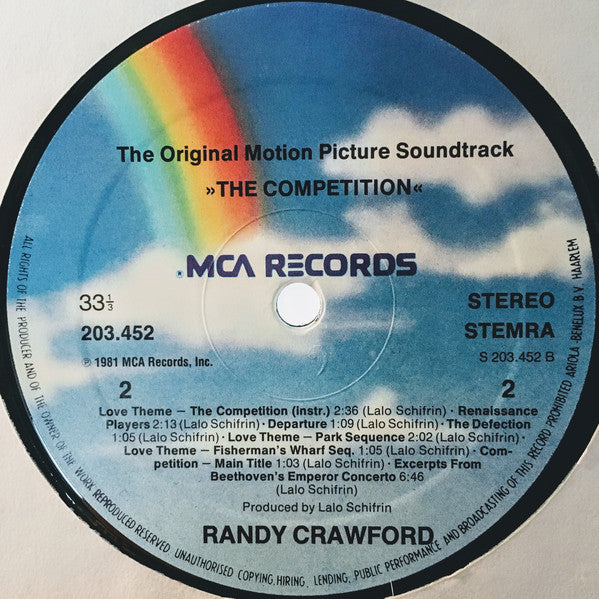 The Original Motion Picture Soundtrack
»THE COMPETITION«
MCA RECORDS
33⅓
STEREO
203.452
STEMRA
℗ 1981 MCA Records, Inc.
S 203.452 B
2
2
Love Theme – The Competition (Instr.) 2:36 (Lalo Schifrin) · Renaissance
Players 2:13 (Lalo Schifrin) · Departure 1:09 (Lalo Schifrin) · The Defection
1:05 (Lalo Schifrin) · Love Theme – Park Sequence 2:02 (Lalo Schifrin) ·
Love Theme – Fisherman's Wharf Seq. 1:05 (Lalo Schifrin) · Com-
petition – Main Title 1:03 (Lalo Schifrin) · Excerpts From
Beethoven's Emperor Concerto 6:46
(Lalo Schifrin)
Produced by Lalo Schifrin
RANDY CRAWFORD
ALL RIGHTS OF THE PRODUCER AND OF THE OWNER OF THE WORK REPRODUCED RESERVED UNAUTHORISED COPYING, HIRING, LENDING, PUBLIC PERFORMANCE AND BROADCASTING OF THIS RECORD PROHIBITED ARIOLA-BENELUX B.V. HAARLEM